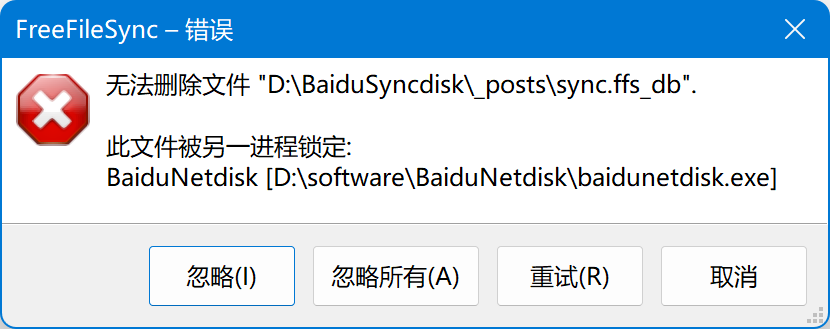 FreeFileSync – 错误
无法删除文件 "D:\BaiduSyncdisk\_posts\sync.ffs_db".
此文件被另一进程锁定:
BaiduNetdisk [D:\software\BaiduNetdisk\baidunetdisk.exe]
忽略(I) 忽略所有(A) 重试(R) 取消